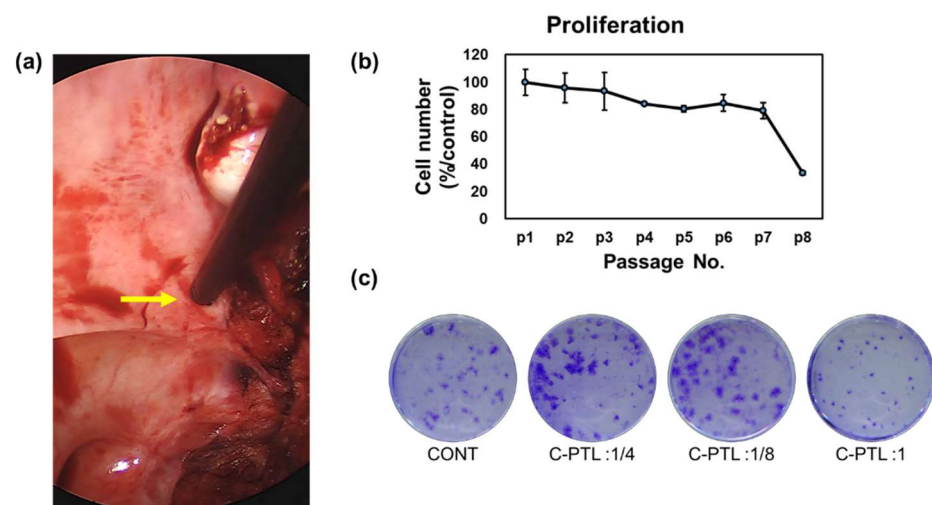 (a)
(b)
Proliferation
Cell number
(%/control)
120
100
80
60
40
20
0
p1 p2 p3 p4 p5 p6 p7 p8
Passage No.
(c)
CONT C-PTL :1/4 C-PTL :1/8 C-PTL :1